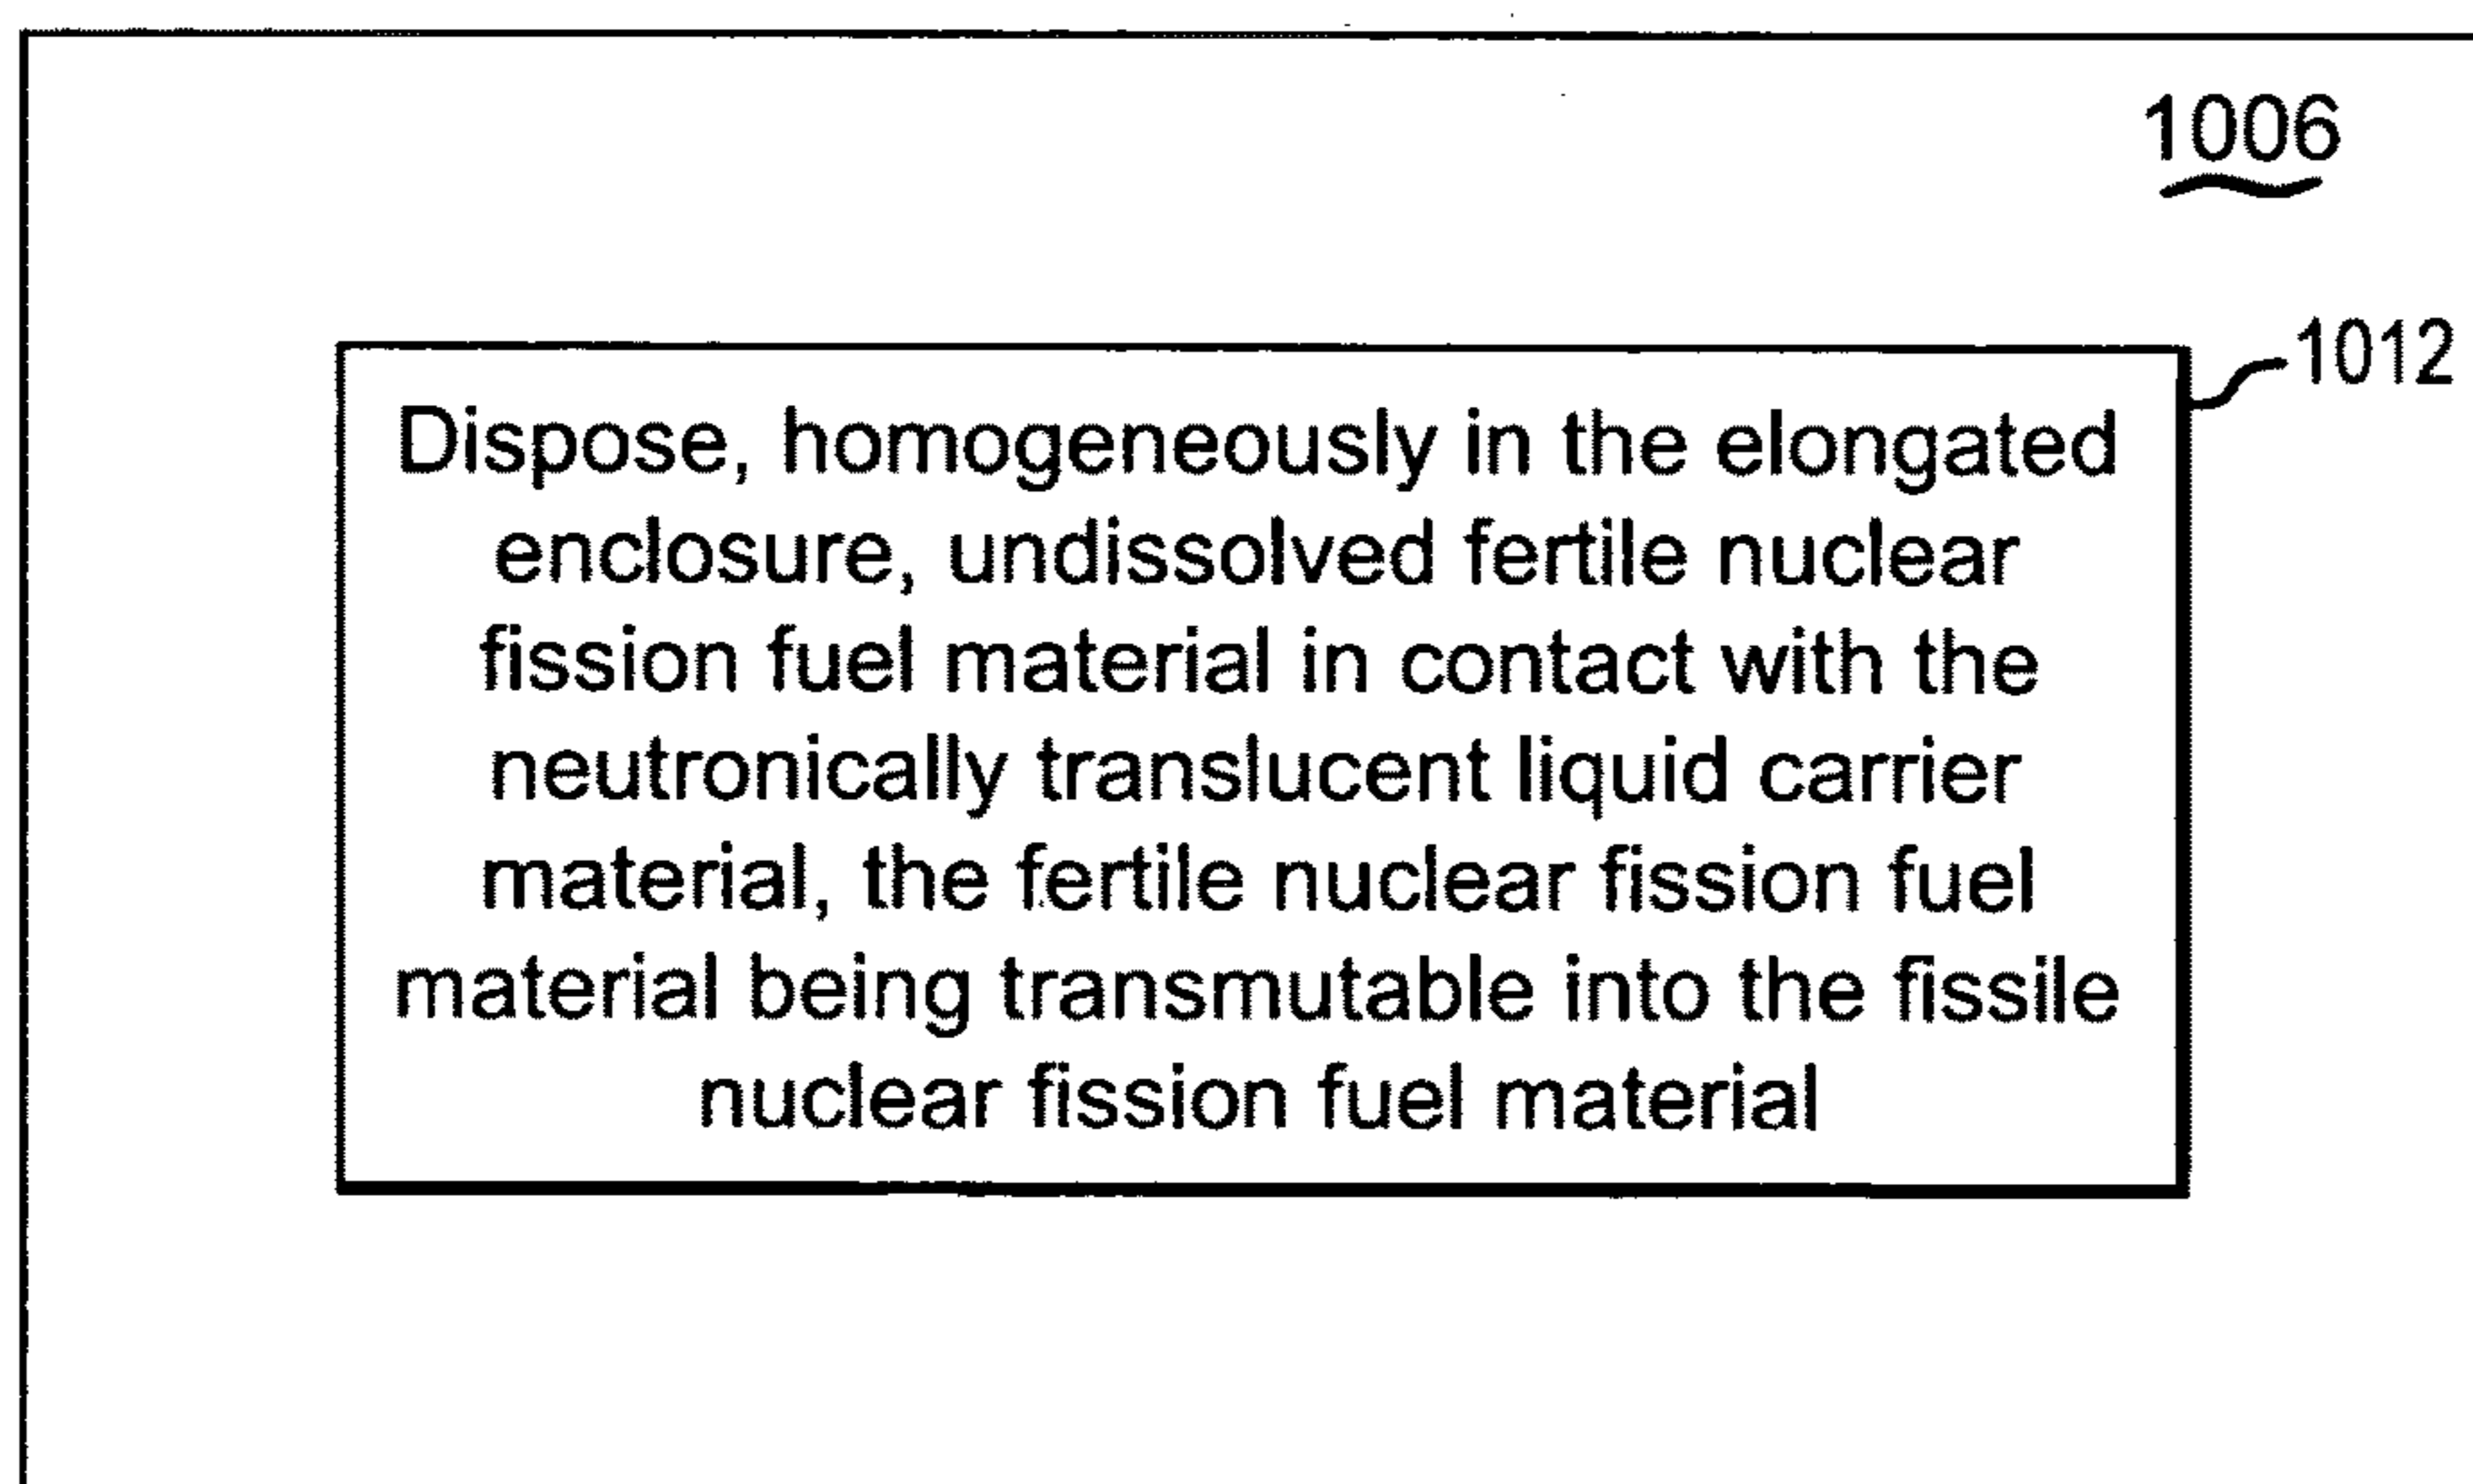 1006
1012
Dispose, homogeneously in the elongated
enclosure, undissolved fertile nuclear
fission fuel material in contact with the
neutronically translucent liquid carrier
material, the fertile nuclear fission fuel
material being transmutable into the fissile
nuclear fission fuel material